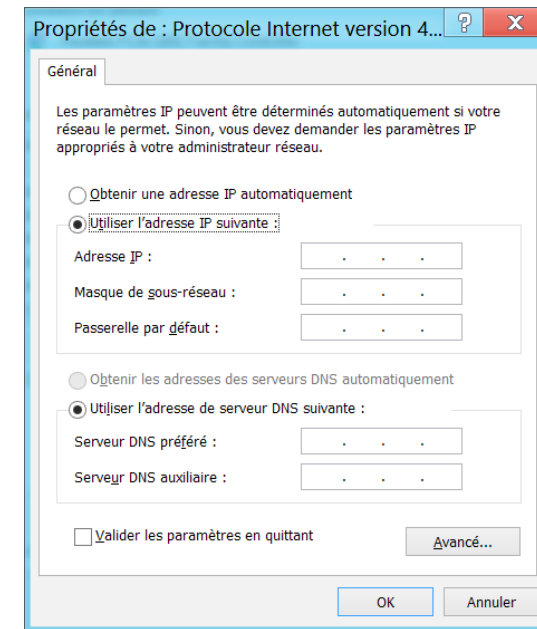 Propriétés de : Protocole Internet version 4...
? X
Général
Les paramètres IP peuvent être déterminés automatiquement si votre
réseau le permet. Sinon, vous devez demander les paramètres IP
appropriés à votre administrateur réseau.
Obtenir une adresse IP automatiquement
Utiliser l'adresse IP suivante :
Adresse IP : . . .
Masque de sous-réseau : . . .
Passerelle par défaut : . . .
Obtenir les adresses des serveurs DNS automatiquement
Utiliser l'adresse de serveur DNS suivante :
Serveur DNS préféré : . . .
Serveur DNS auxiliaire : . . .
Valider les paramètres en quittant
Avancé...
OK Annuler